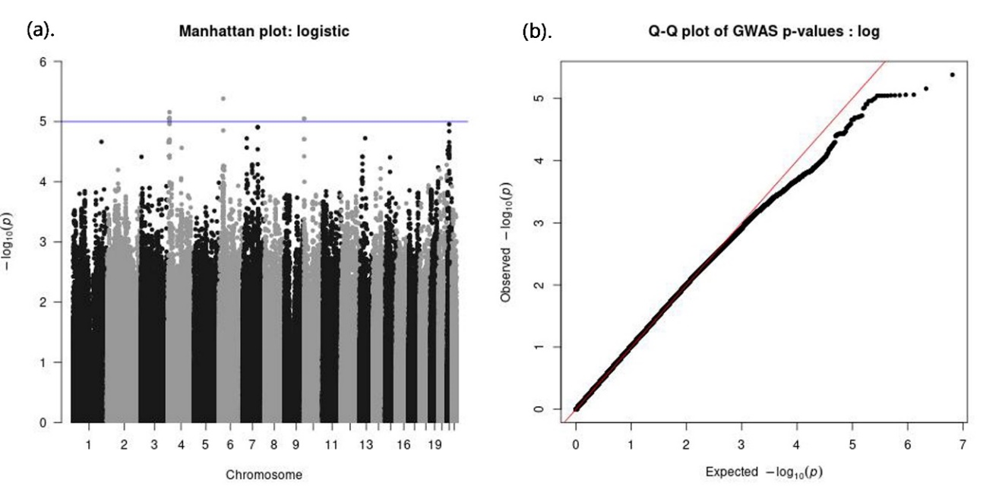 (a).
Manhattan plot: logistic
6
5
4
3
2
1
0
− log10(p)
1 2 3 4 5 6 7 8 9 11 13 16 19
Chromosome
(b).
Q-Q plot of GWAS p-values : log
5
4
3
2
1
0
Observed −log10(p)
0 1 2 3 4 5 6 7
Expected −log10(p)